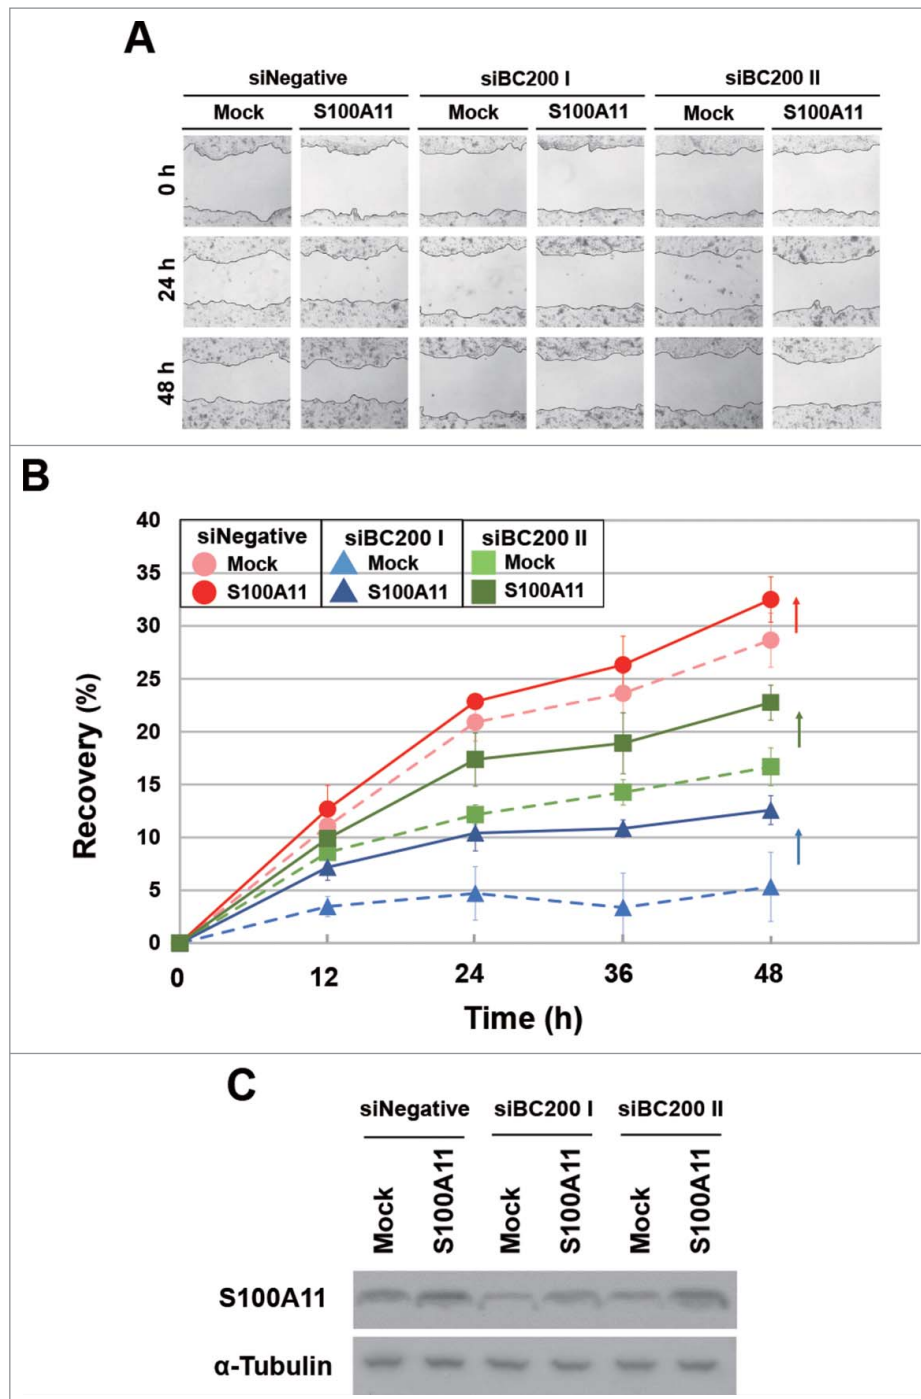 A
siNegative siBC200 I siBC200 II
Mock S100A11 Mock S100A11 Mock S100A11
0 h
24 h
48 h
B
siNegative siBC200 I siBC200 II
Mock Mock Mock
S100A11 S100A11 S100A11
Recovery (%)
40
35
30
25
20
15
10
5
0
0 12 24 36 48
Time (h)
C
siNegative siBC200 I siBC200 II
Mock S100A11 Mock S100A11 Mock S100A11
S100A11
α-Tubulin